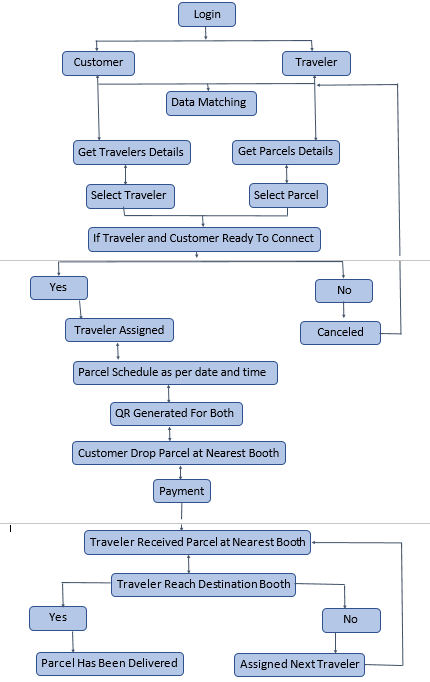 Login
Customer
Traveler
Data Matching
Get Travelers Details
Get Parcels Details
Select Traveler
Select Parcel
If Traveler and Customer Ready To Connect
Yes
No
Traveler Assigned
Canceled
Parcel Schedule as per date and time
QR Generated For Both
Customer Drop Parcel at Nearest Booth
Payment
Traveler Received Parcel at Nearest Booth
Traveler Reach Destination Booth
Yes
No
Parcel Has Been Delivered
Assigned Next Traveler